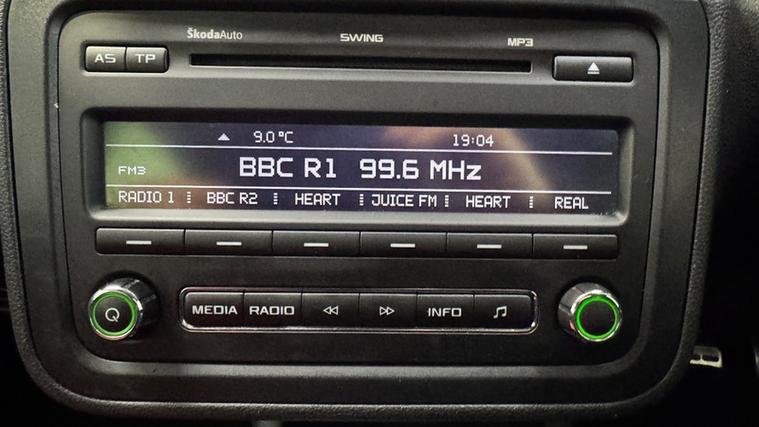 ŠkodaAuto SWING MP3
AS TP
9.0 °C 19:04
FM3 BBC R1 99.6 MHz
RADIO 1 BBC R2 HEART JUICE FM HEART REAL
MEDIA RADIO INFO